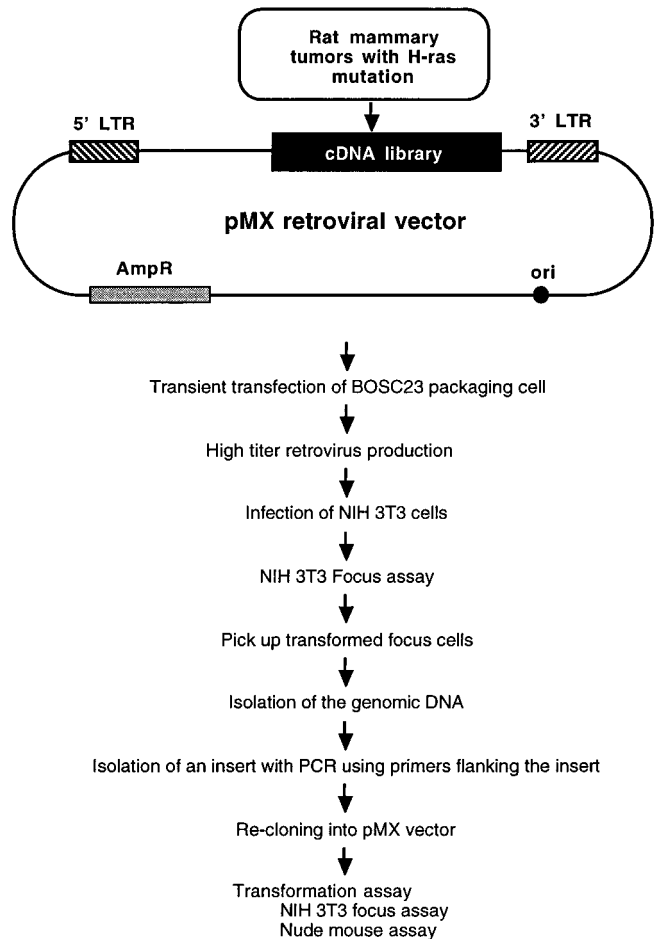 Rat mammary
tumors with H-ras
mutation
5' LTR
3' LTR
cDNA library
pMX retroviral vector
AmpR
ori
Transient transfection of BOSC23 packaging cell
High titer retrovirus production
Infection of NIH 3T3 cells
NIH 3T3 Focus assay
Pick up transformed focus cells
Isolation of the genomic DNA
Isolation of an insert with PCR using primers flanking the insert
Re-cloning into pMX vector
Transformation assay
NIH 3T3 focus assay
Nude mouse assay